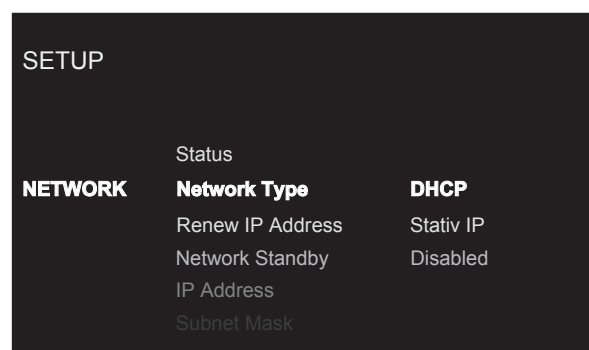 SETUP
Status
NETWORK Network Type DHCP
Renew IP Address Stativ IP
Network Standby Disabled
IP Address
Subnet Mask